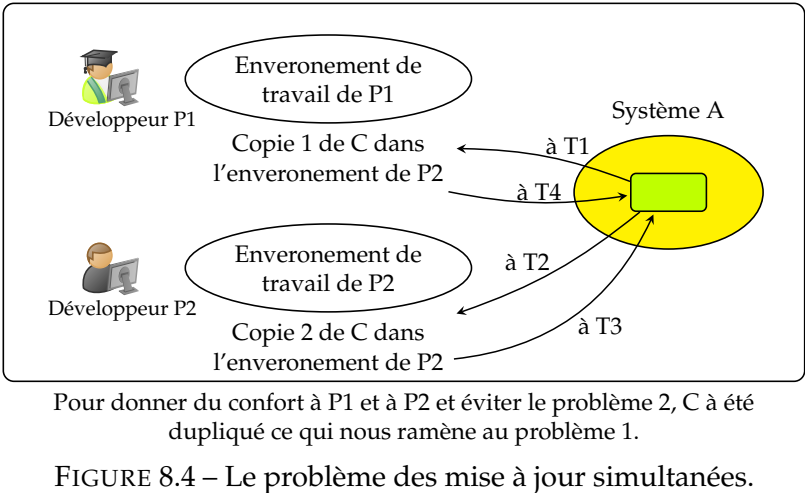 Enveronement de
travail de P1
Développeur P1
Système A
Copie 1 de C dans
l'enveronement de P2
à T1
à T4
Enveronement de
travail de P2
Développeur P2
à T2
Copie 2 de C dans
l'enveronement de P2
à T3
Pour donner du confort à P1 et à P2 et éviter le problème 2, C à été
dupliqué ce qui nous ramène au problème 1.
FIGURE 8.4 – Le problème des mise à jour simultanées.